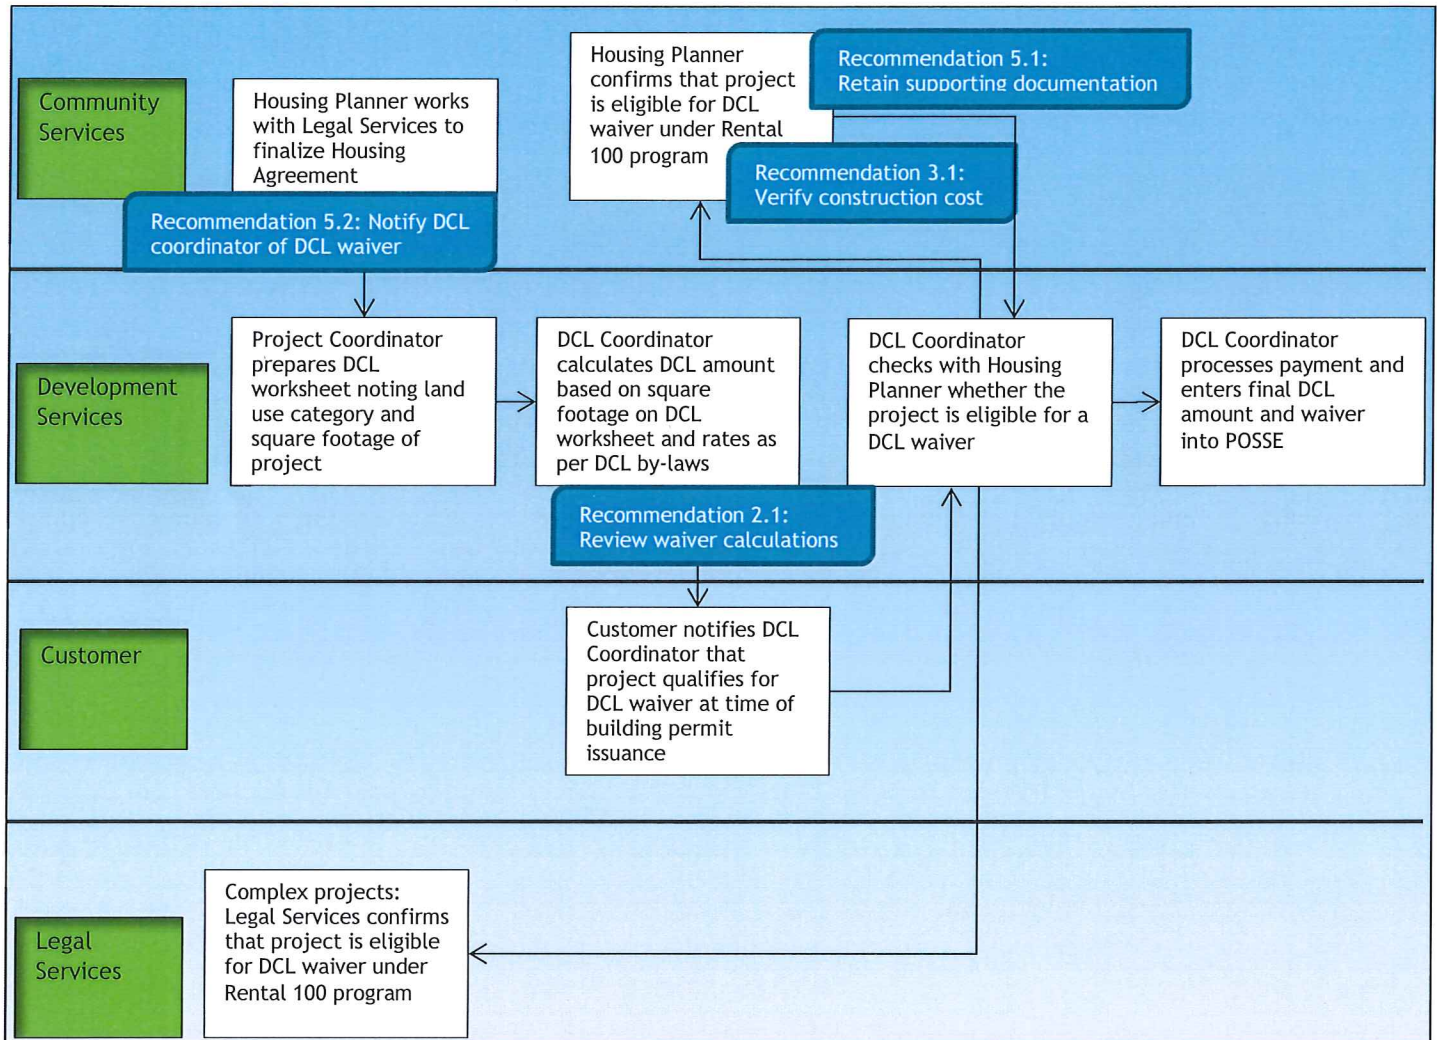 Community
Services
Housing Planner works
with Legal Services to
finalize Housing
Agreement
Recommendation 5.2: Notify DCL
coordinator of DCL waiver
Housing Planner
confirms that project
is eligible for DCL
waiver under Rental
100 program
Recommendation 5.1:
Retain supporting documentation
Recommendation 3.1:
Verify construction cost
Development
Services
Project Coordinator
prepares DCL
worksheet noting land
use category and
square footage of
project
DCL Coordinator
calculates DCL amount
based on square
footage on DCL
worksheet and rates as
per DCL by-laws
Recommendation 2.1:
Review waiver calculations
DCL Coordinator
checks with Housing
Planner whether the
project is eligible for a
DCL waiver
DCL Coordinator
processes payment and
enters final DCL
amount and waiver
into POSSE
Customer
Customer notifies DCL
Coordinator that
project qualifies for
DCL waiver at time of
building permit
issuance
Legal
Services
Complex projects:
Legal Services confirms
that project is eligible
for DCL waiver under
Rental 100 program